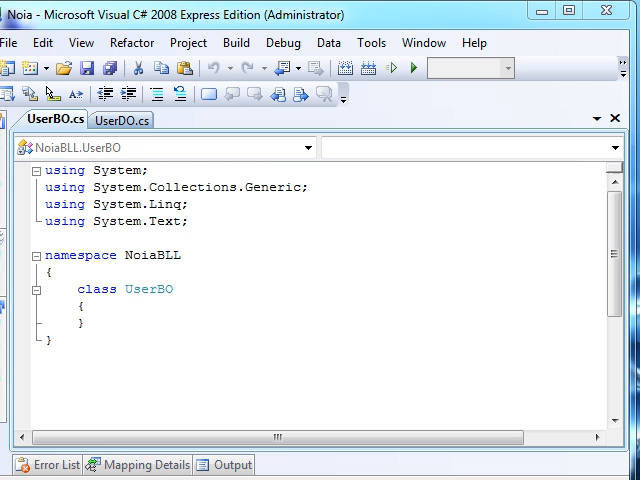 Noia - Microsoft Visual C# 2008 Express Edition (Administrator)
File Edit View Refactor Project Build Debug Data Tools Window Help
UserBO.cs UserDO.cs
NoiaBLL.UserBO
using System;
using System.Collections.Generic;
using System.Linq;
using System.Text;
namespace NoiaBLL
{
class UserBO
{
}
}
Error List Mapping Details Output